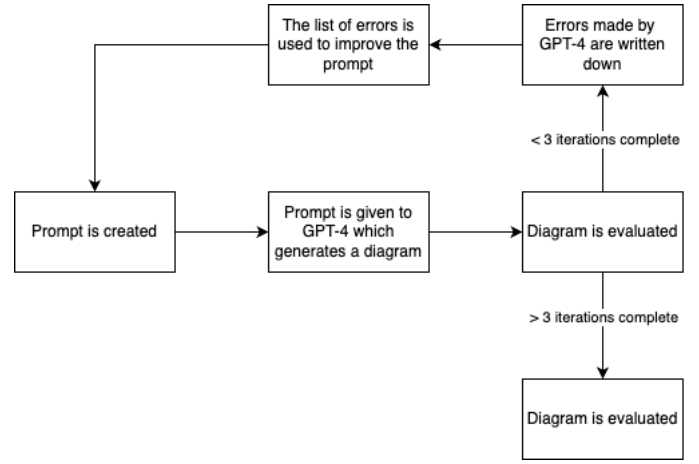 The list of errors is
used to improve the
prompt
Errors made by
GPT-4 are written
down
< 3 iterations complete
Prompt is created
Prompt is given to
GPT-4 which
generates a diagram
Diagram is evaluated
> 3 iterations complete
Diagram is evaluated